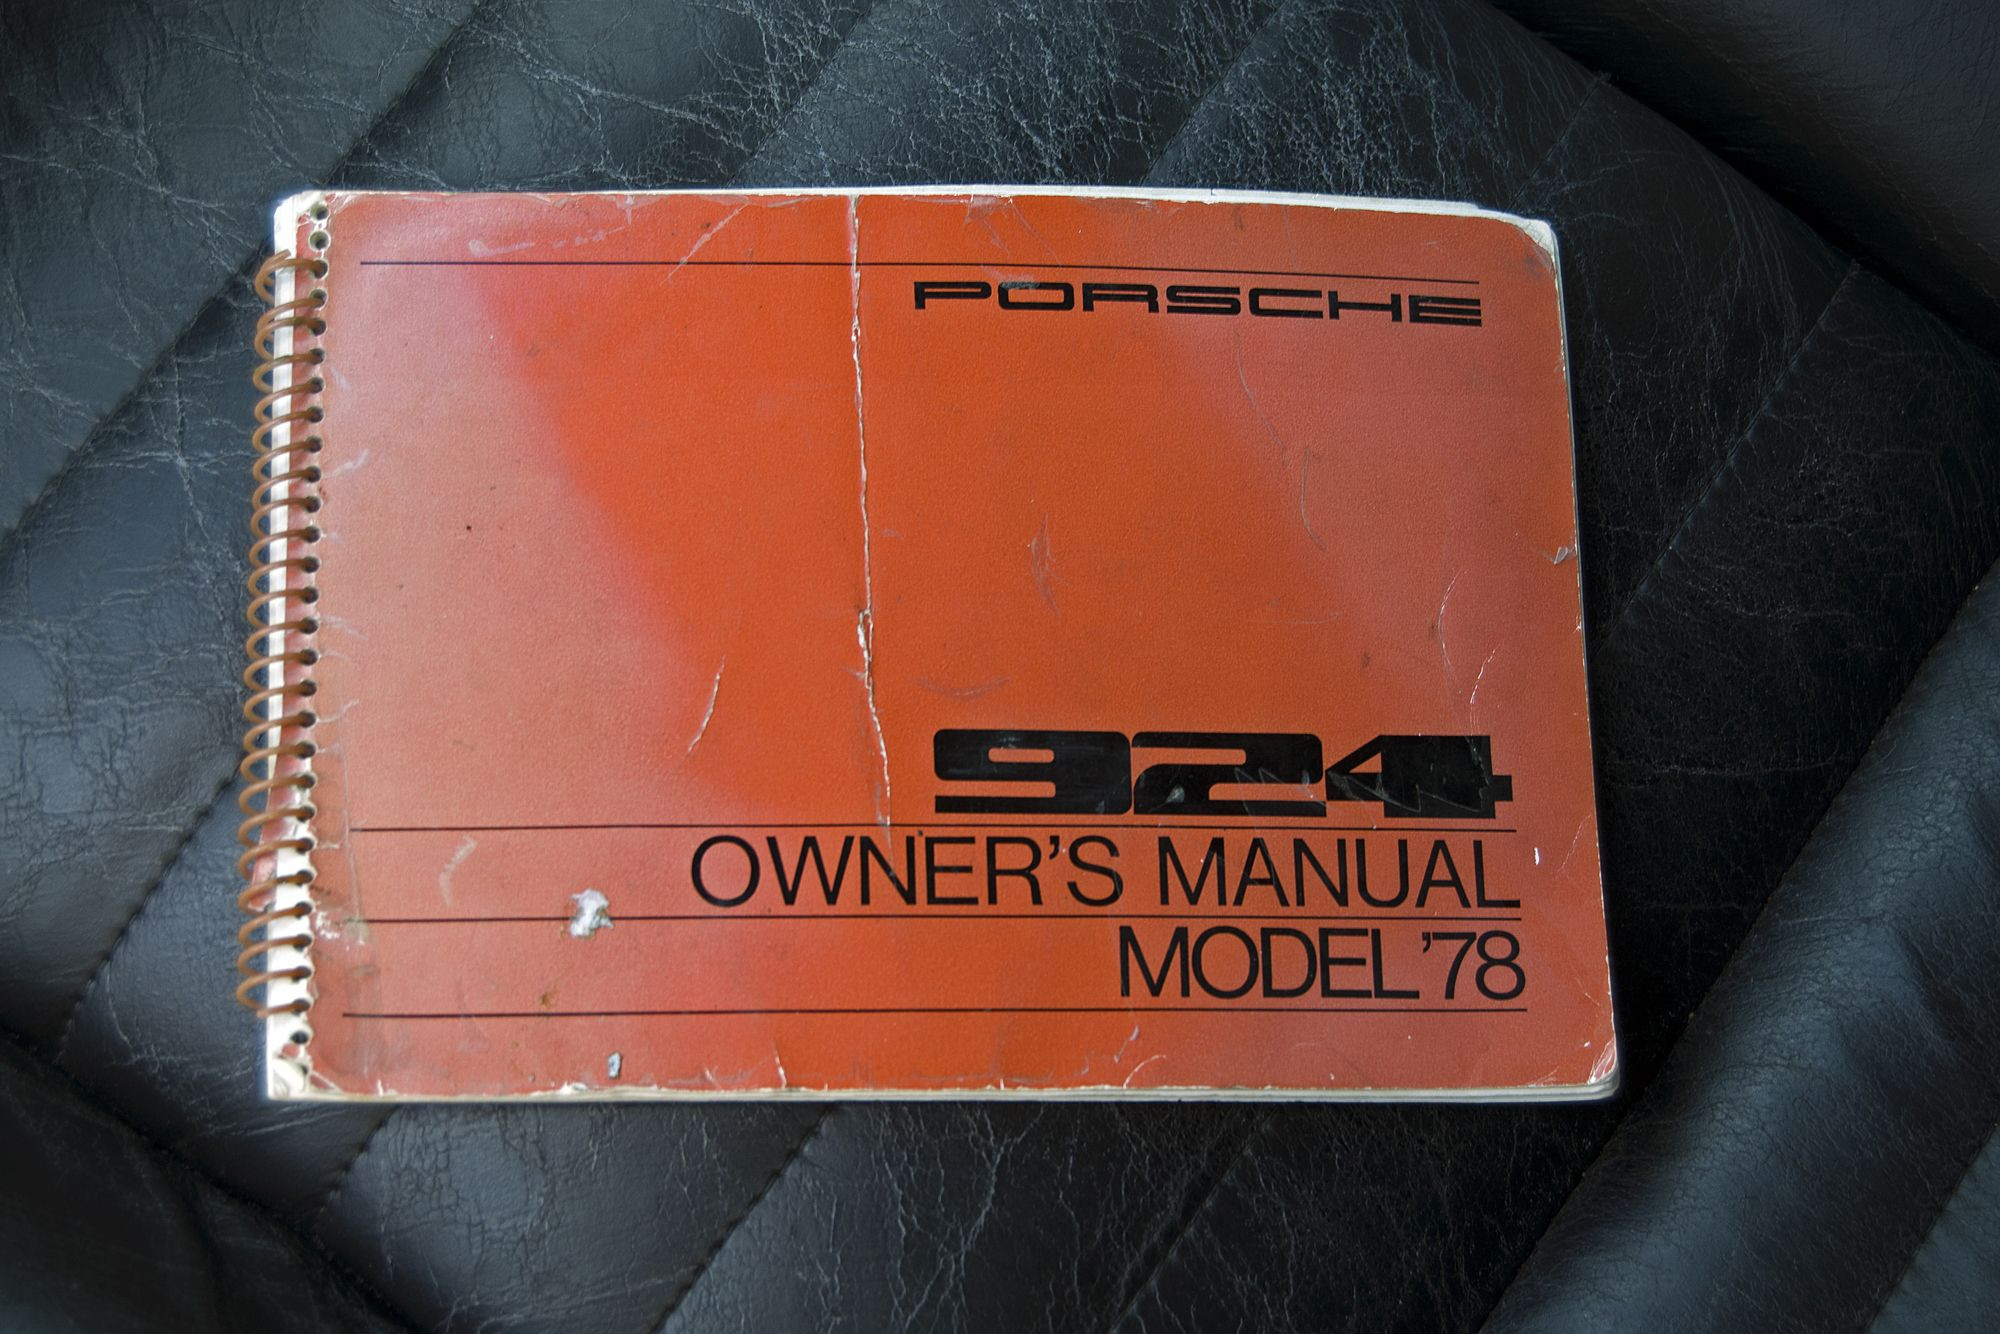 PORSCHE
924
OWNER'S MANUAL
MODEL '78